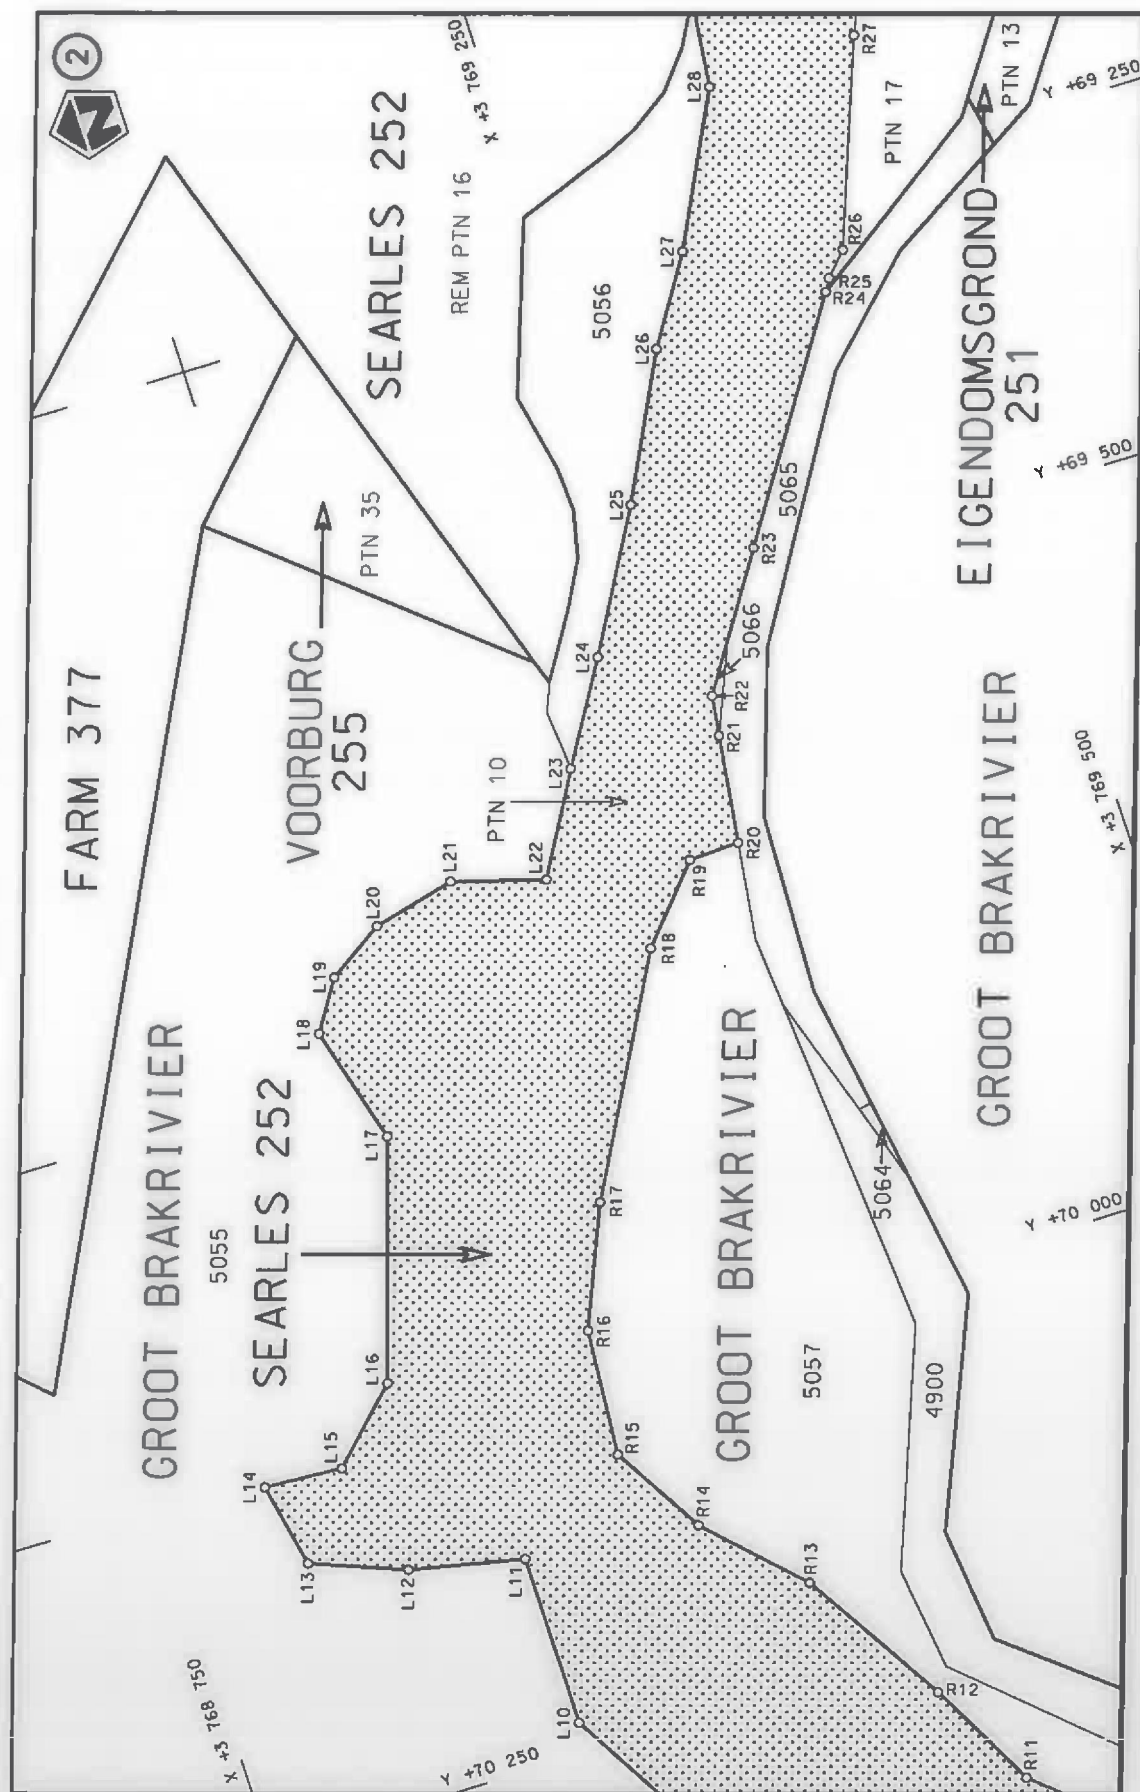 2
N
FARM 377
GROOT BRAKRIVIER
5055
SEARLES 252
VOORBURG
255
PTN 35
SEARLES 252
REM PTN 16
X +3 769 250
PTN 10
5056
L10
L11
L12
L13
L14
L15
L16
L17
L18
L19
L20
L21
L22
L23
L24
L25
L26
L27
L28
R11
R12
R13
R14
R15
R16
R17
R18
R19
R20
R21
R22
R23
R24
R25
R26
R27
5066
5065
PTN 17
PTN 13
Y +69 250
EIGENDOMSGROND
251
Y +69 500
GROOT BRAKRIVIER
5057
5064
4900
GROOT BRAKRIVIER
X +3 769 500
Y +70 000
X +3 768 750
Y +70 250